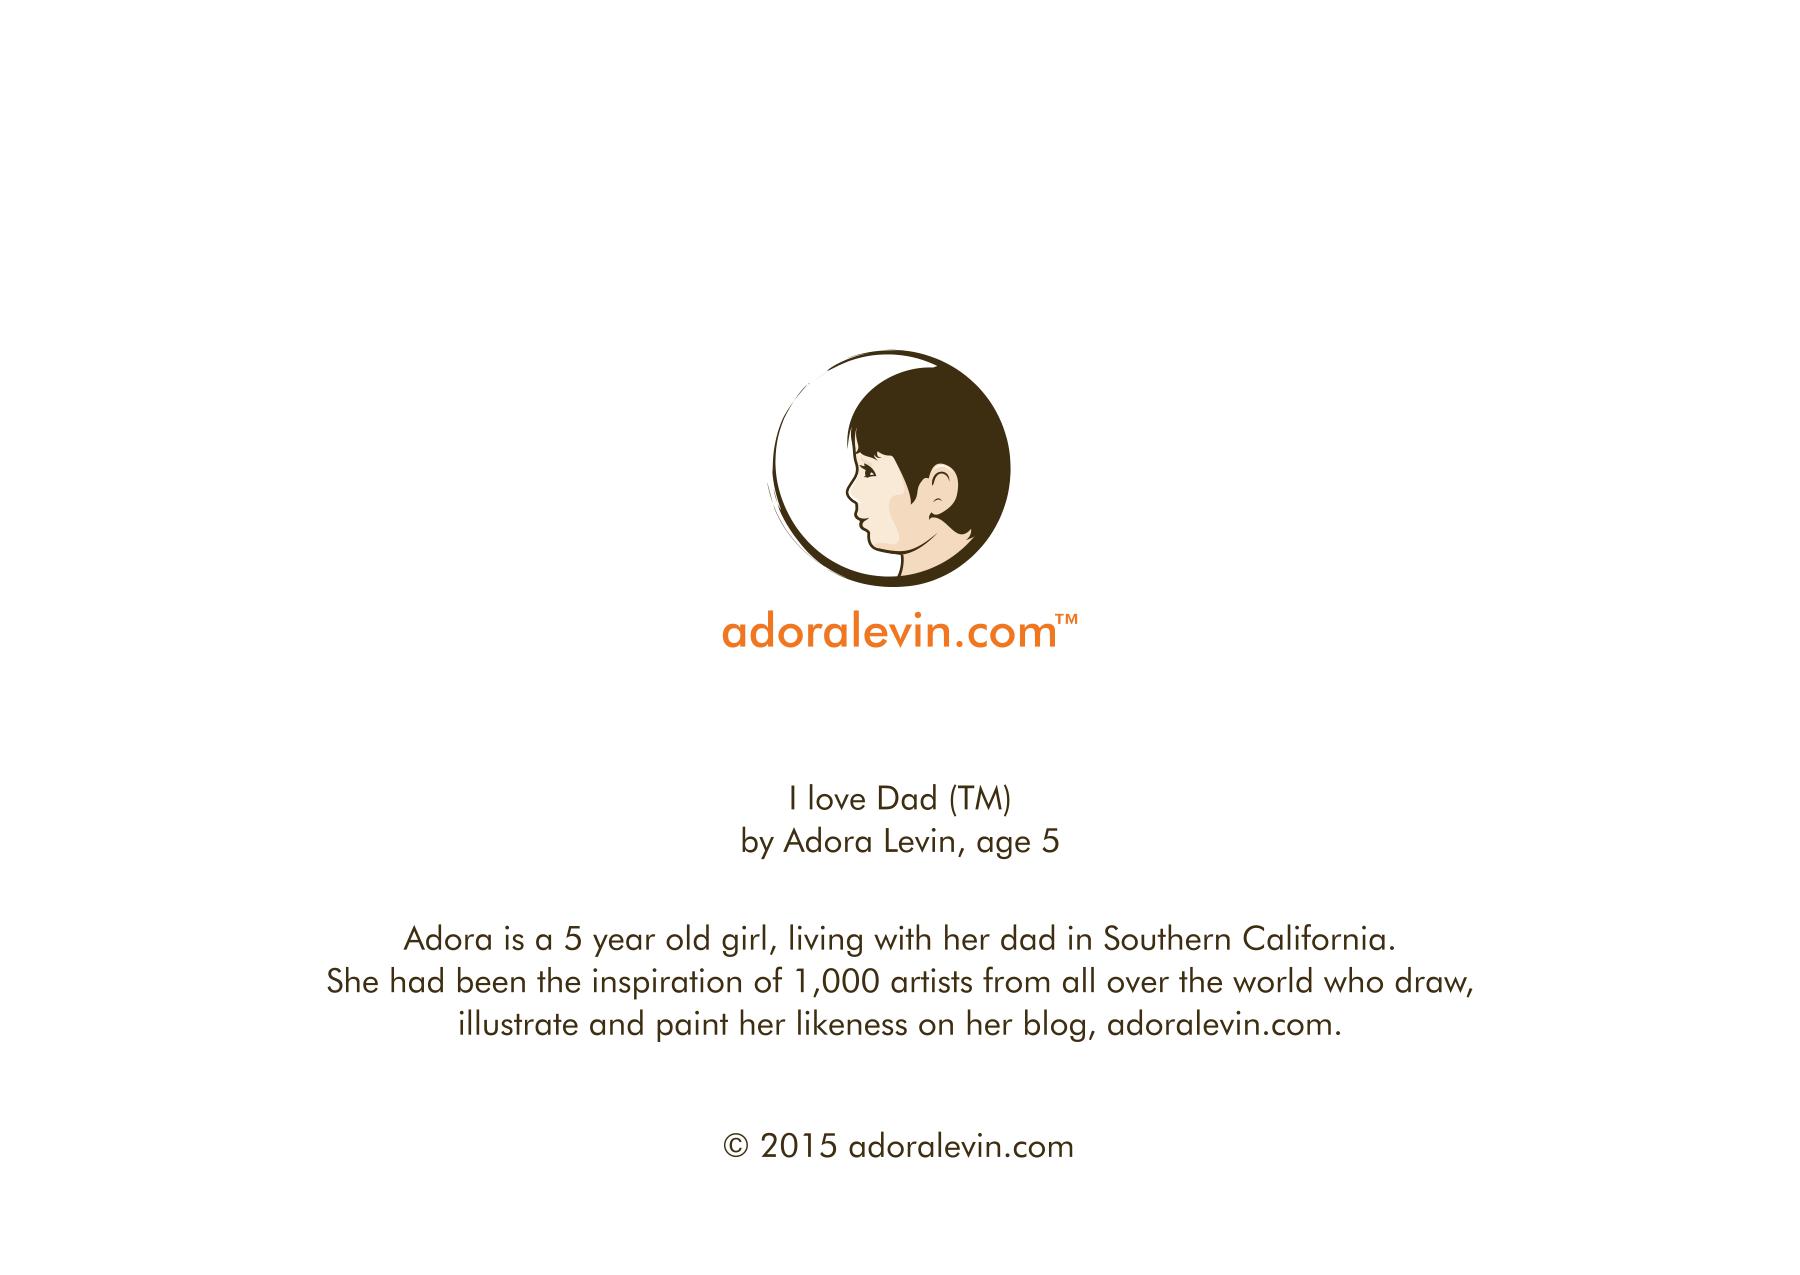 adoralevin.com™
I love Dad (TM)
by Adora Levin, age 5
Adora is a 5 year old girl, living with her dad in Southern California.
She had been the inspiration of 1,000 artists from all over the world who draw,
illustrate and paint her likeness on her blog, adoralevin.com.
© 2015 adoralevin.com